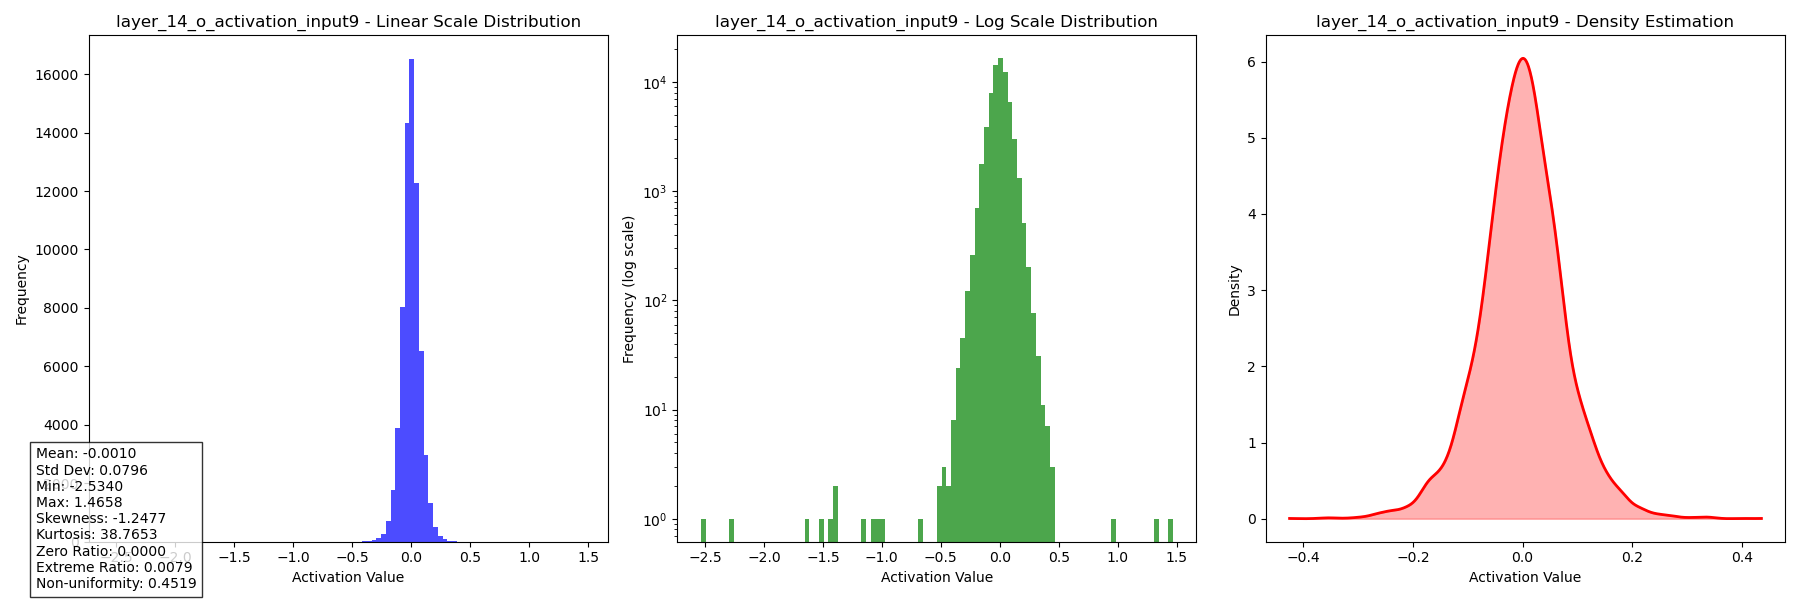 layer_14_o_activation_input9 - Linear Scale Distribution
layer_14_o_activation_input9 - Log Scale Distribution
layer_14_o_activation_input9 - Density Estimation
Frequency
16000
14000
12000
10000
8000
6000
4000
−2.0
−1.5
−1.0
−0.5
0.0
0.5
1.0
1.5
Activation Value
Mean: -0.0010
Std Dev: 0.0796
Min: -2.5340
Max: 1.4658
Skewness: -1.2477
Kurtosis: 38.7653
Zero Ratio: 0.0000
Extreme Ratio: 0.0079
Non-uniformity: 0.4519
Frequency (log scale)
10⁴
10³
10²
10¹
10⁰
−2.5
−2.0
−1.5
−1.0
−0.5
0.0
0.5
1.0
1.5
Activation Value
Density
6
5
4
3
2
1
0
−0.4
−0.2
0.0
0.2
0.4
Activation Value